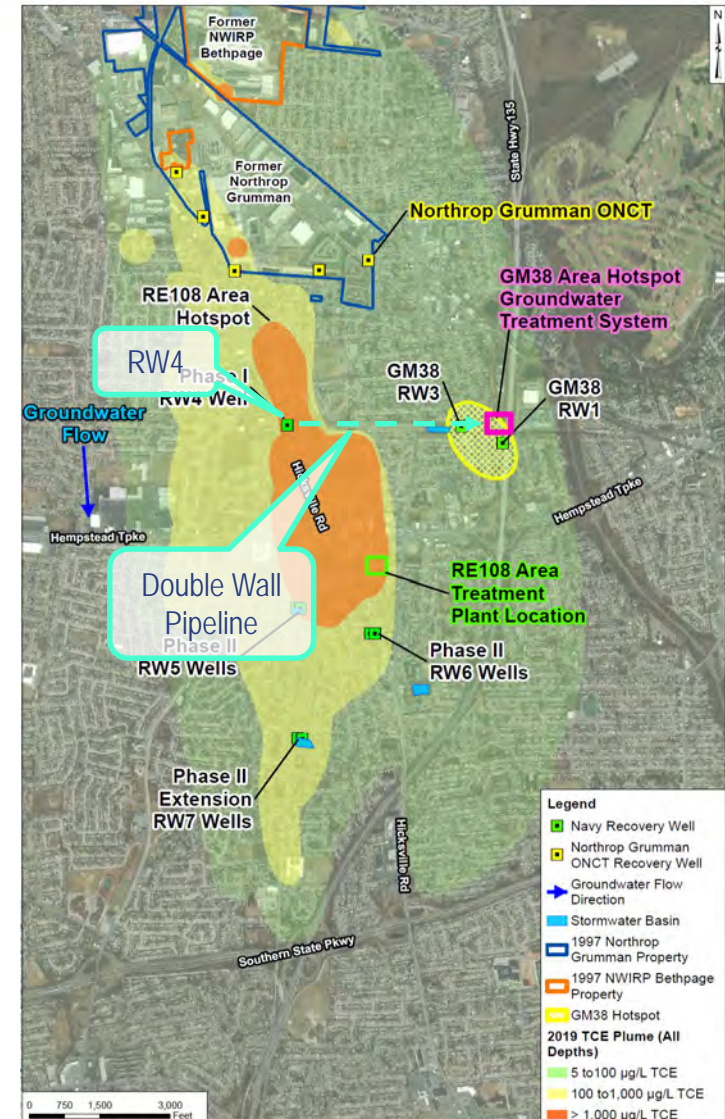 Former
NWIRP
Bethpage
N
State Hwy 135
Former
Northrop
Grumman
Northrop Grumman ONCT
RE108 Area
Hotspot
GM38 Area Hotspot
Groundwater
Treatment System
RW4
Phase I
RW4 Well
GM38
RW3
GM38
RW1
Groundwater
Flow
Hicksville Rd
Hempstead Tpke
Hempstead Tpke
Double Wall
Pipeline
RE108 Area
Treatment
Plant Location
Phase II
RW5 Wells
Phase II
RW6 Wells
Phase II
Extension
RW7 Wells
Hicksville Rd
Southern State Pkwy
Legend
Navy Recovery Well
Northrop Grumman
ONCT Recovery Well
Groundwater Flow
Direction
Stormwater Basin
1997 Northrop
Grumman Property
1997 NWIRP Bethpage
Property
GM38 Hotspot
2019 TCE Plume (All
Depths)
5 to100 µg/L TCE
100 to1,000 µg/L TCE
> 1,000 µg/L TCE
0 750 1,500 3,000
Feet